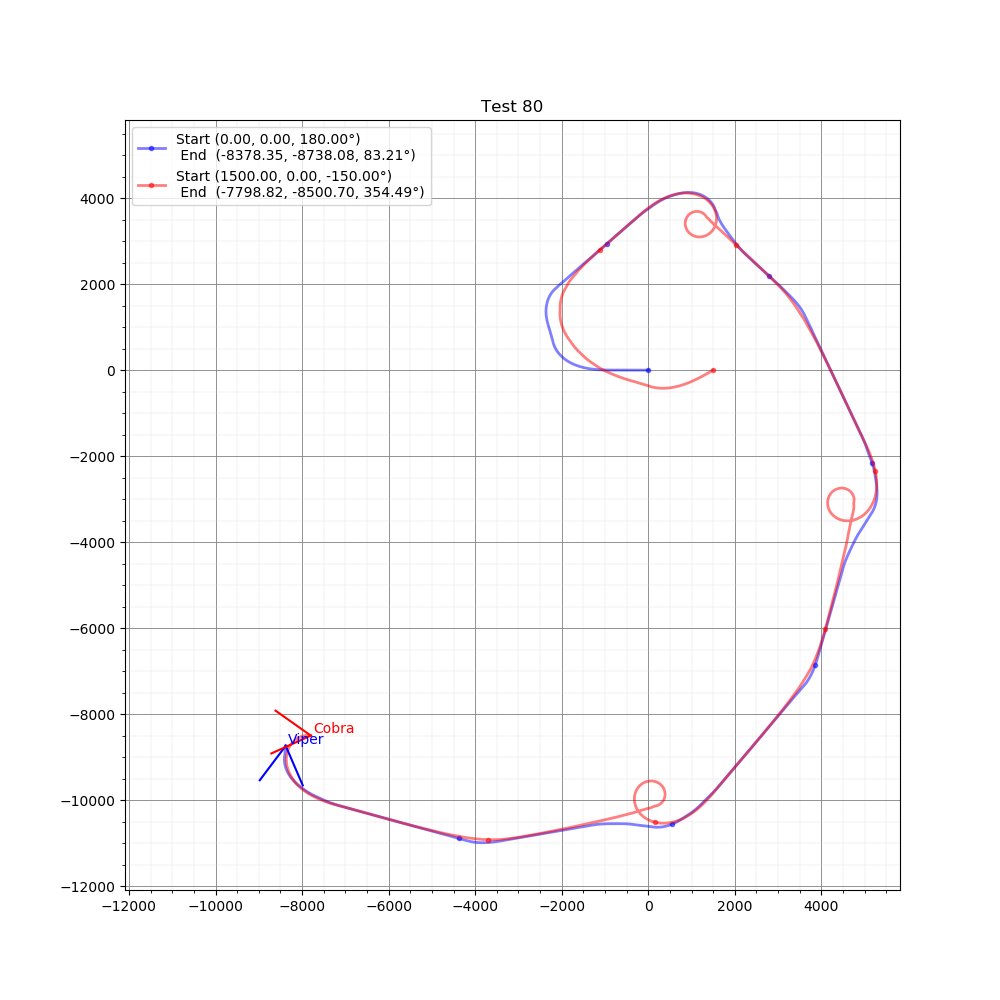 Test 80
Start (0.00, 0.00, 180.00°)
End (-8378.35, -8738.08, 83.21°)
Start (1500.00, 0.00, -150.00°)
End (-7798.82, -8500.70, 354.49°)
4000
2000
0
−2000
−4000
−6000
−8000
−10000
−12000
Cobra
Viper
−12000 −10000 −8000 −6000 −4000 −2000 0 2000 4000